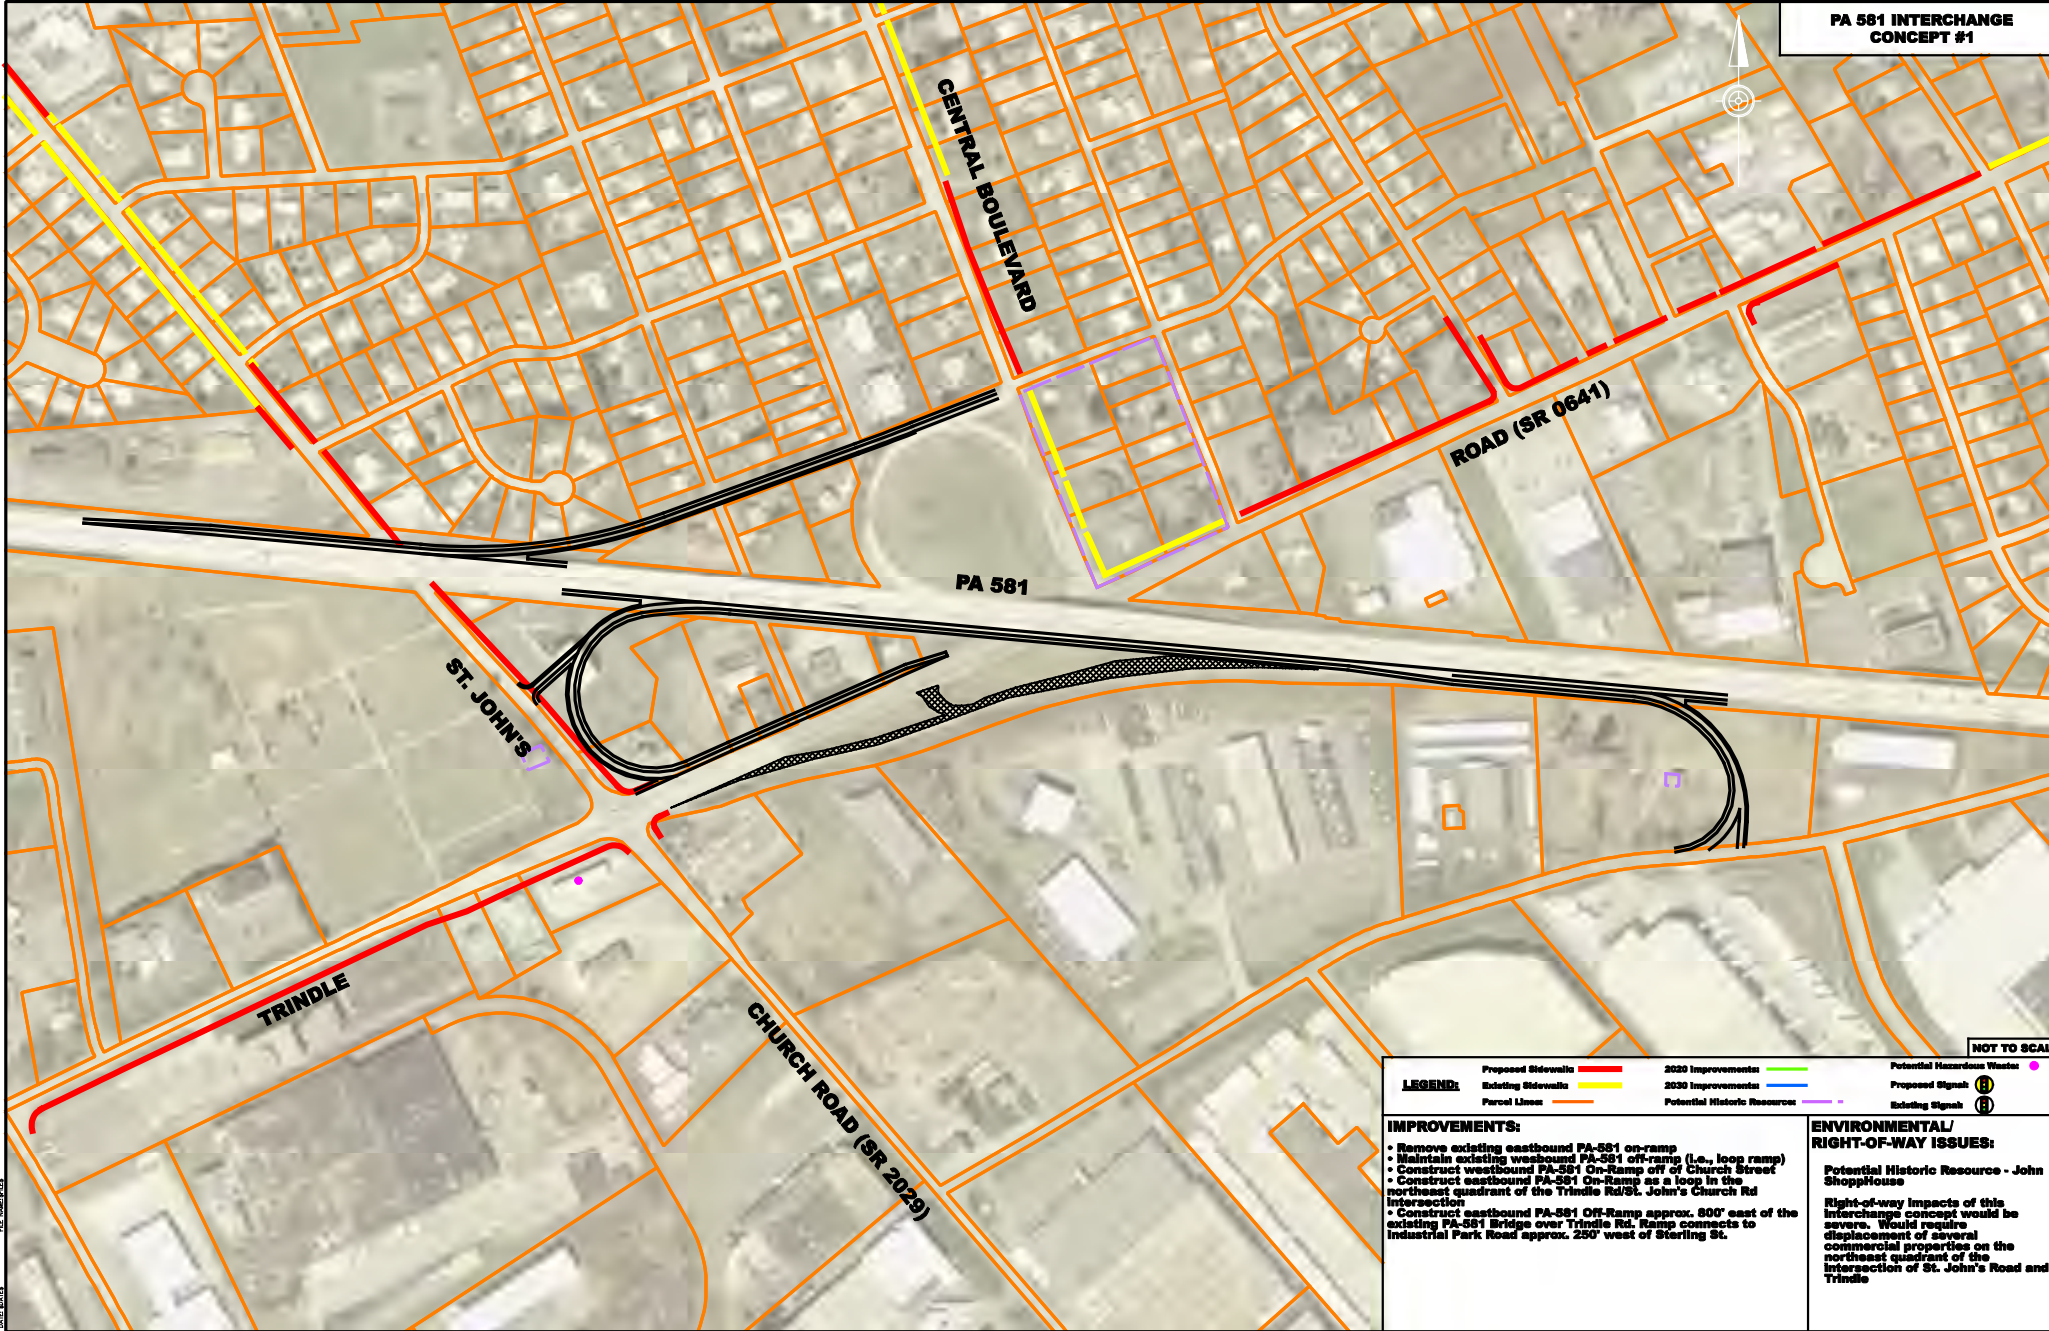 PA 581 INTERCHANGE
CONCEPT #1
CENTRAL BOULEVARD
ROAD (SR 0641)
PA 581
ST. JOHN'S
TRINDLE
CHURCH ROAD (SR 2029)
NOT TO SCAL
LEGEND:
Proposed Sidewalk:
Existing Sidewalk:
Parcel Lines:
2020 Improvements:
2030 Improvements:
Potential Historic Resource:
Potential Hazardous Waste:
Proposed Signal:
Existing Signal:
IMPROVEMENTS:
• Remove existing eastbound PA-581 on-ramp
• Maintain existing wesbound PA-581 off-ramp (i.e., loop ramp)
• Construct westbound PA-581 On-Ramp off of Church Street
• Construct eastbound PA-581 On-Ramp as a loop in the
northeast quadrant of the Trindle Rd/St. John's Church Rd
intersection
• Construct eastbound PA-581 Off-Ramp approx. 800' east of the
existing PA-581 Bridge over Trindle Rd. Ramp connects to
Industrial Park Road approx. 250' west of Sterling St.
ENVIRONMENTAL/
RIGHT-OF-WAY ISSUES:
Potential Historic Resource - John
ShoppHouse
Right-of-way impacts of this
interchange concept would be
severe. Would require
displacement of several
commercial properties on the
northeast quadrant of the
intersection of St. John's Road and
Trindle